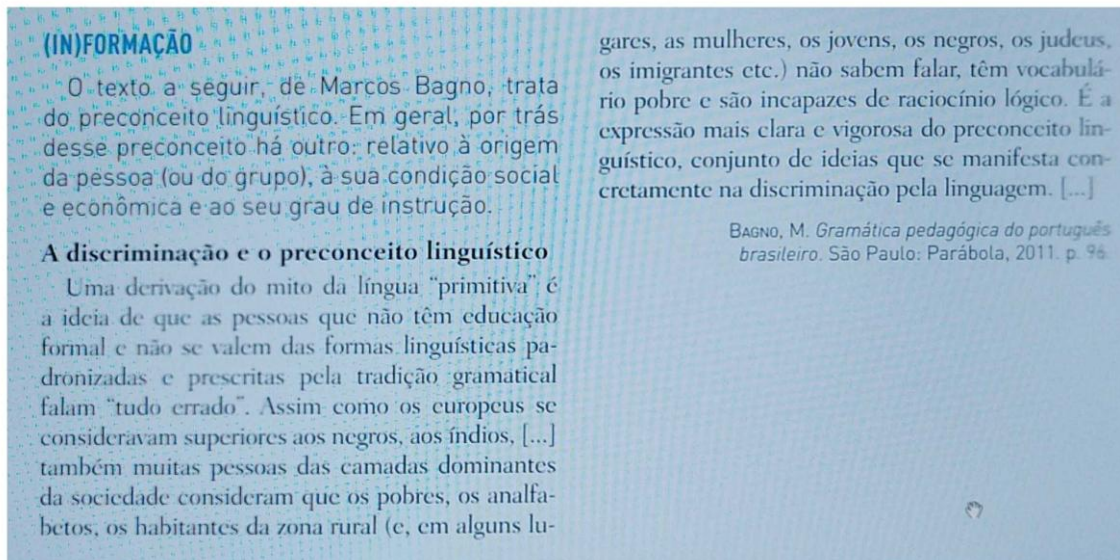 (IN)FORMAÇÃO
O texto a seguir, de Marcos Bagno, trata
do preconceito linguístico. Em geral, por trás
desse preconceito há outro: relativo à origem
da pessoa (ou do grupo), à sua condição social
e econômica e ao seu grau de instrução.
A discriminação e o preconceito linguístico
Uma derivação do mito da língua “primitiva” é
a ideia de que as pessoas que não têm educação
formal e não se valem das formas linguísticas pa-
dronizadas e prescritas pela tradição gramatical
falam “tudo errado”. Assim como os europeus se
consideravam superiores aos negros, aos índios, [...]
também muitas pessoas das camadas dominantes
da sociedade consideram que os pobres, os analfa-
betos, os habitantes da zona rural (e, em alguns lu-
gares, as mulheres, os jovens, os negros, os judeus,
os imigrantes etc.) não sabem falar, têm vocabulá-
rio pobre e são incapazes de raciocínio lógico. É a
expressão mais clara e vigorosa do preconceito lin-
guístico, conjunto de ideias que se manifesta con-
cretamente na discriminação pela linguagem. [...]
BAGNO, M. Gramática pedagógica do português
brasileiro. São Paulo: Parábola, 2011. p. 96.